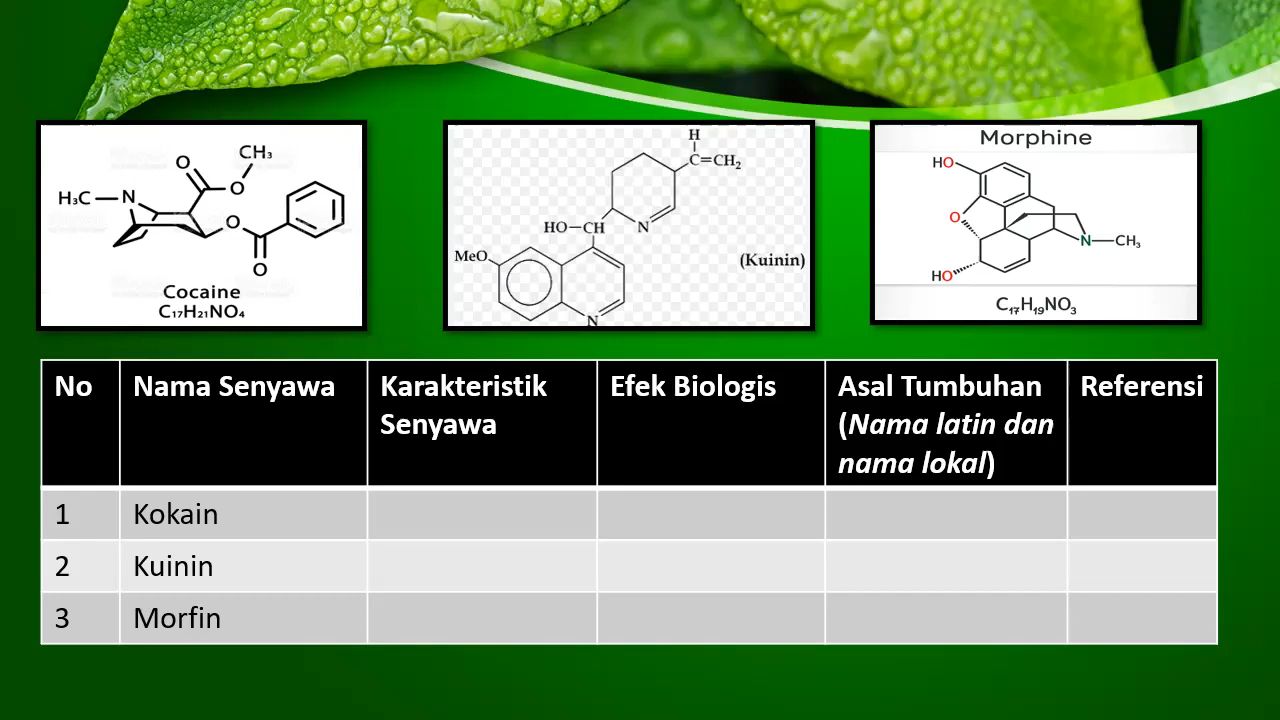 CH₃
O
H₃C
N
O
O
O
Cocaine
C₁₇H₂₁NO₄
H
C=CH₂
HO
CH
N
MeO
(Kuinin)
N
Morphine
HO
O
N
CH₃
HO
C₁₇H₁₉NO₃
No Nama Senyawa Karakteristik Senyawa Efek Biologis Asal Tumbuhan (Nama latin dan nama lokal) Referensi
1 Kokain
2 Kuinin
3 Morfin